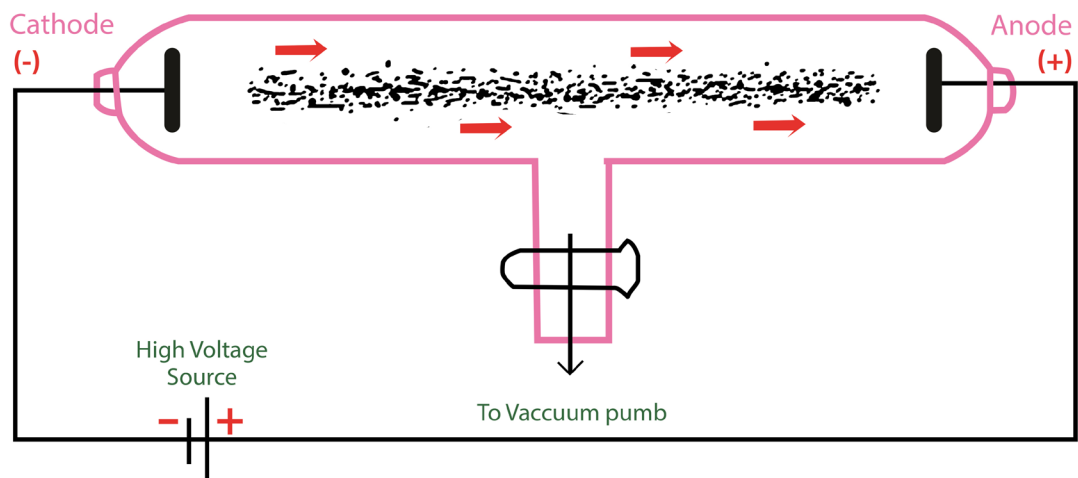 Cathode
(-)
Anode
(+)
High Voltage
Source
- +
To Vaccuum pumb